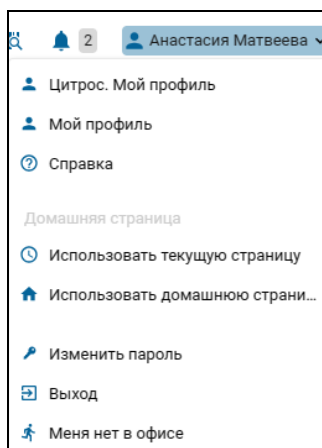 2 Анастасия Матвеева
Цитрос. Мой профиль
Мой профиль
Справка
Домашняя страница
Использовать текущую страницу
Использовать домашнюю страни...
Изменить пароль
Выход
Меня нет в офисе